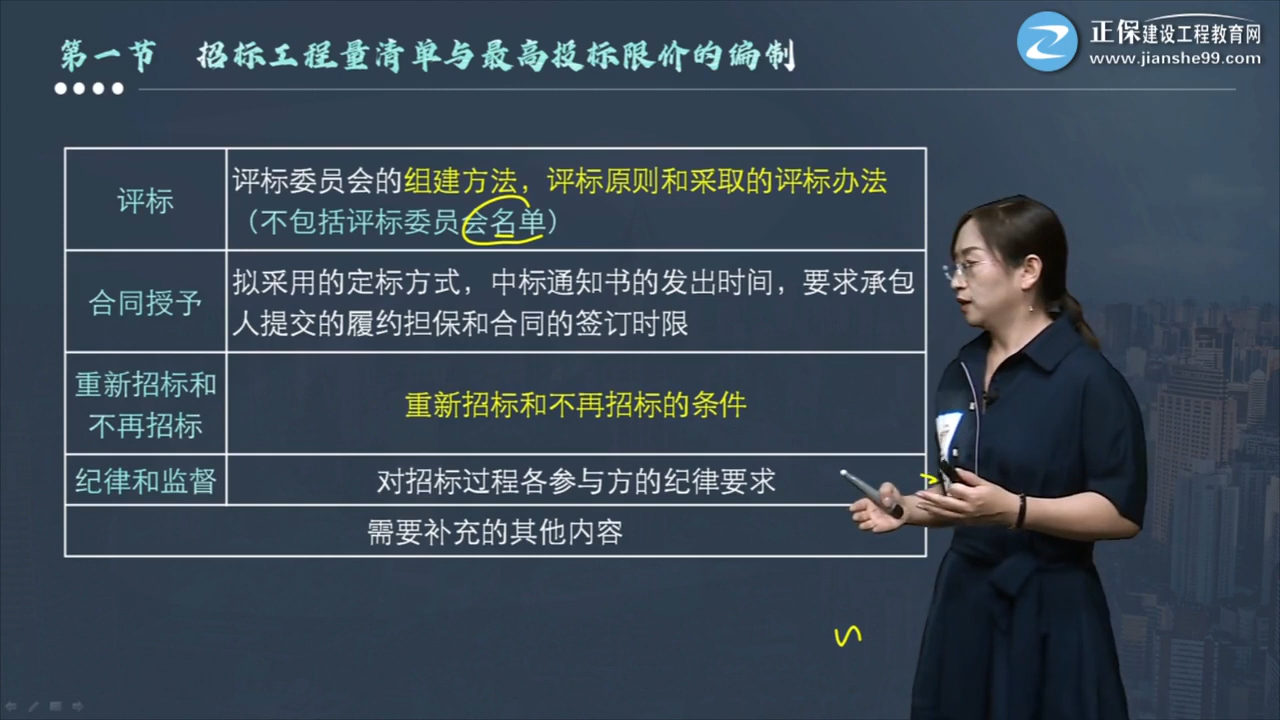 第一节 招标工程量清单与最高投标限价的编制
正保建设工程教育网
www.jianshe99.com
评标
评标委员会的组建方法，评标原则和采取的评标办法
（不包括评标委员会名单）
合同授予
拟采用的定标方式，中标通知书的发出时间，要求承包
人提交的履约担保和合同的签订时限
重新招标和
不再招标
重新招标和不再招标的条件
纪律和监督
对招标过程各参与方的纪律要求
需要补充的其他内容